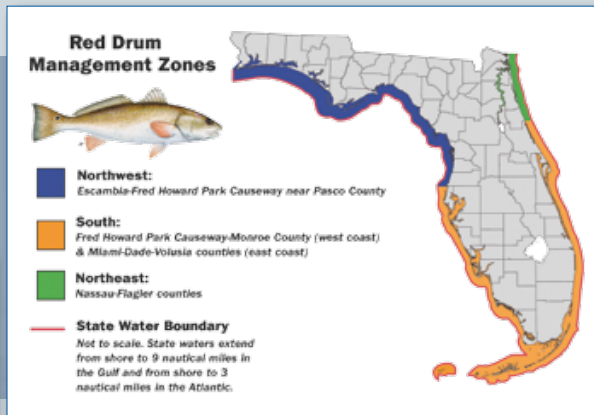 Red Drum
Management Zones
Northwest:
Escambia-Fred Howard Park Causeway near Pasco County
South:
Fred Howard Park Causeway-Monroe County (west coast)
& Miami-Dade-Volusia counties (east coast)
Northeast:
Nassau-Flagler counties
State Water Boundary
Not to scale. State waters extend
from shore to 9 nautical miles in
the Gulf and from shore to 3
nautical miles in the Atlantic.